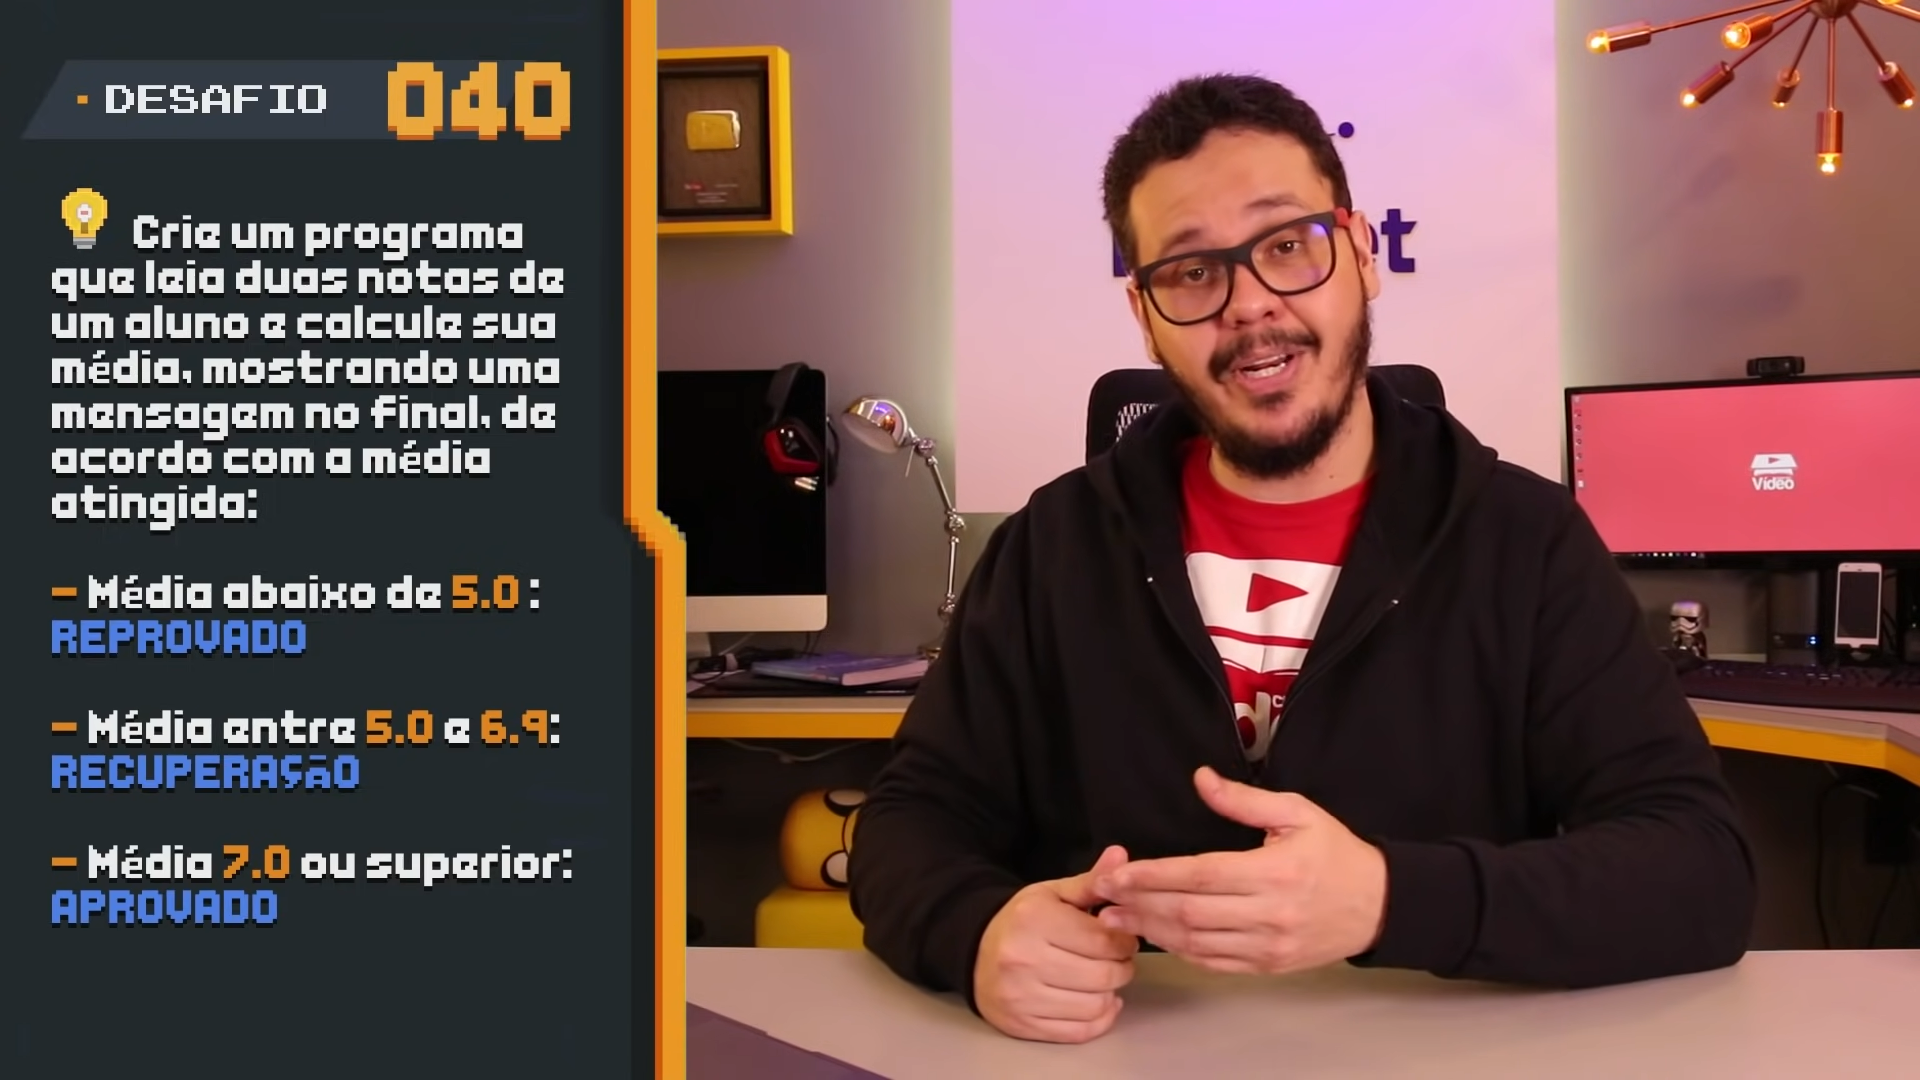 DESAFIO 040
Crie um programa
que leia duas notas de
um aluno e calcule sua
média, mostrando uma
mensagem no final, de
acordo com a média
atingida:
- Média abaixo de 5.0 :
REPROVADO
- Média entre 5.0 e 6.9:
RECUPERAÇÃO
- Média 7.0 ou superior:
APROVADO
Vídeo